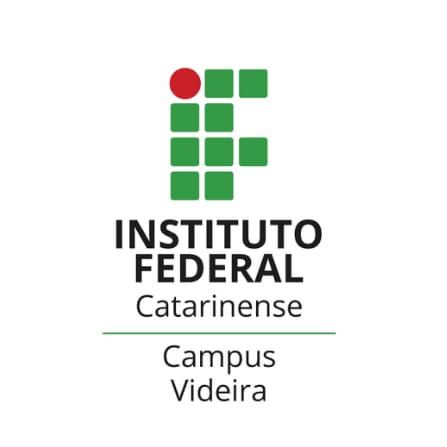 INSTITUTO
FEDERAL
Catarinense
Campus
Videira